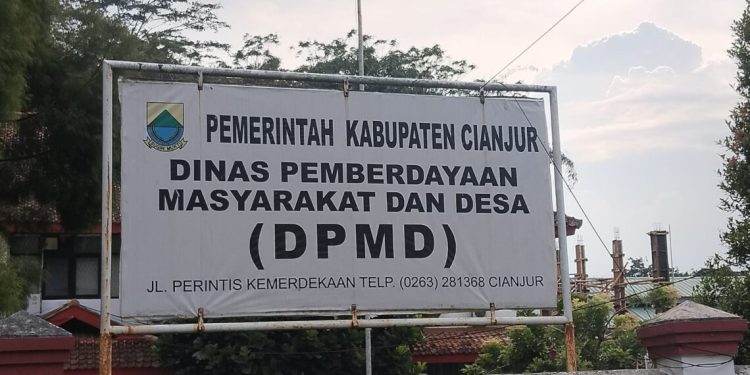 PEMERINTAH KABUPATEN CIANJUR
DINAS PEMBERDAYAAN
MASYARAKAT DAN DESA
(DPMD)
JL. PERINTIS KEMERDEKAAN TELP. (0263) 281368 CIANJUR